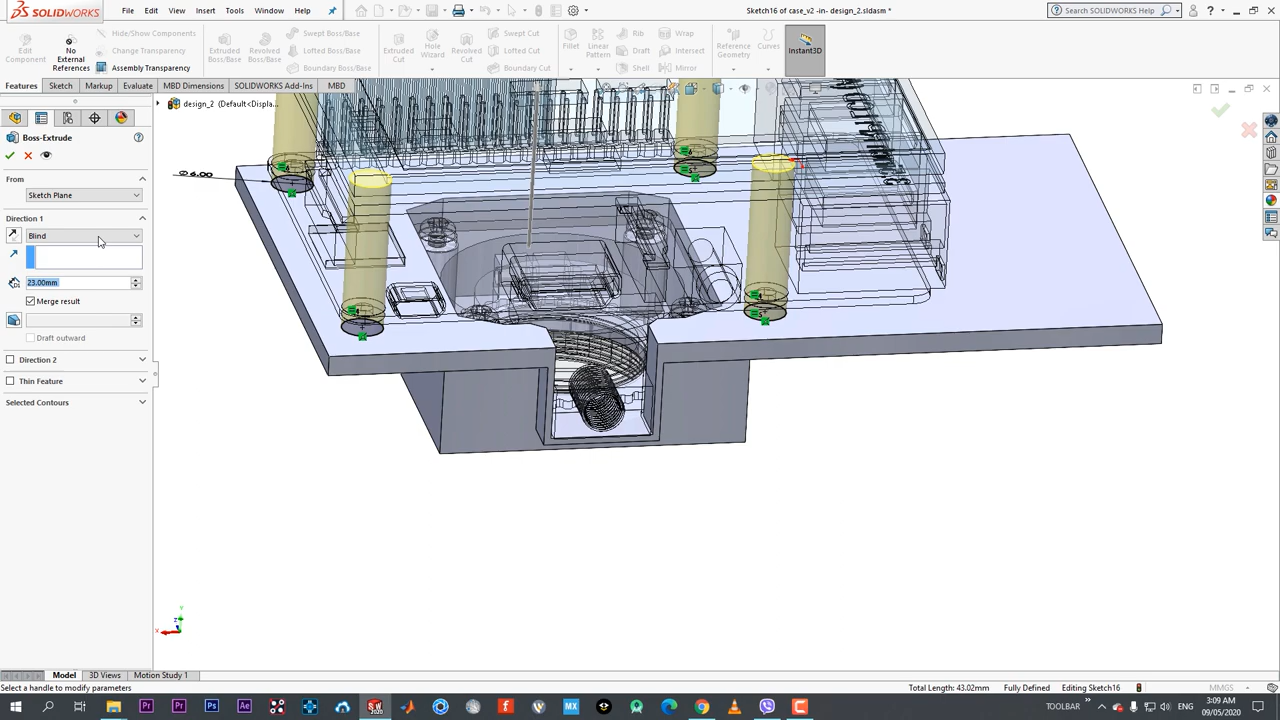 SOLIDWORKS File Edit View Insert Tools Window Help Sketch16 of case_v2 -in- design_2.sldasm * Search SOLIDWORKS Help
Edit Component
No External References
Hide/Show Components
Change Transparency
Assembly Transparency
Extruded Boss/Base
Revolved Boss/Base
Swept Boss/Base
Lofted Boss/Base
Boundary Boss/Base
Extruded Cut
Hole Wizard
Revolved Cut
Swept Cut
Lofted Cut
Boundary Cut
Fillet
Linear Pattern
Rib
Draft
Shell
Wrap
Intersect
Mirror
Reference Geometry
Curves
Instant3D
Features Sketch Markup Evaluate MBD Dimensions SOLIDWORKS Add-Ins MBD
design_2 (Default<Displa...
Boss-Extrude
From
Sketch Plane
Direction 1
Blind
23.00mm
Merge result
Draft outward
Direction 2
Thin Feature
Selected Contours
Model 3D Views Motion Study 1
Select a handle to modify parameters Total Length: 43.02mm Fully Defined Editing Sketch16 MMGS
TOOLBAR ENG 3:09 AM
09/05/2020